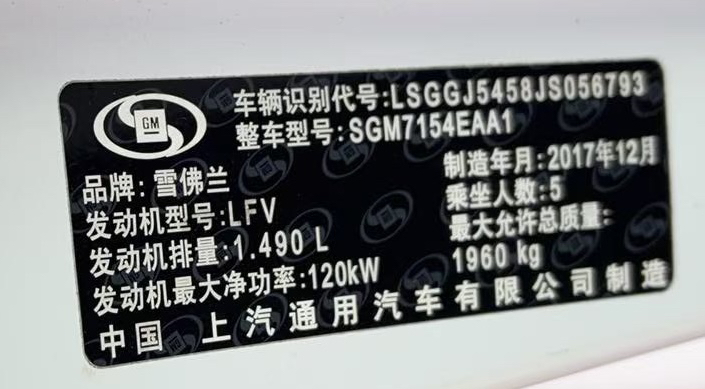 GM
车辆识别代号:LSGGJ5458JS056793
整车型号:SGM7154EAA1
品牌:雪佛兰
制造年月:2017年12月
发动机型号:LFV
乘坐人数:5
发动机排量:1.490 L
最大允许总质量:
1960 kg
发动机最大净功率:120kW
中国 上汽通用汽车有限公司制造